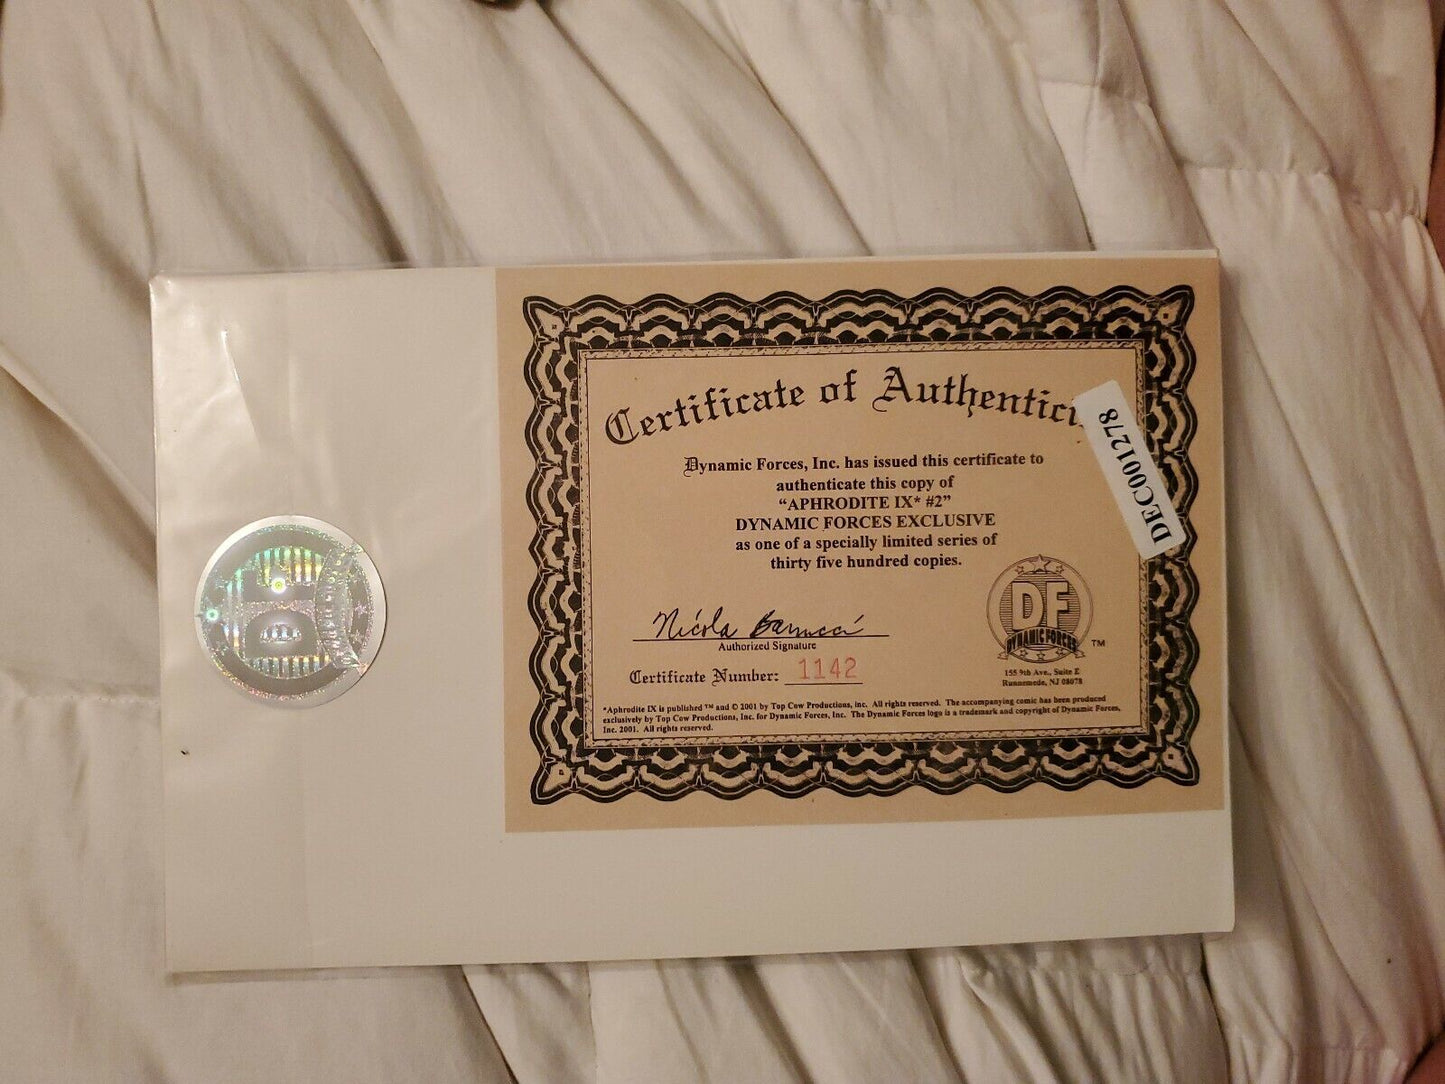 Certificate of Authentici
DEC001278
Dynamic Forces, Inc. has issued this certificate to
authenticate this copy of
“APHRODITE IX* #2”
DYNAMIC FORCES EXCLUSIVE
as one of a specially limited series of
thirty five hundred copies.
Nicola Barrucci
Authorized Signature
Certificate Number: 1142
DF
DYNAMIC FORCES
TM
155 9th Ave., Suite E
Runnemede, NJ 08078
*Aphrodite IX is published ™ and © 2001 by Top Cow Productions, Inc. All rights reserved. The accompanying comic has been produced
exclusively by Top Cow Productions, Inc. for Dynamic Forces, Inc. The Dynamic Forces logo is a trademark and copyright of Dynamic Forces,
Inc. 2001. All rights reserved.
DF